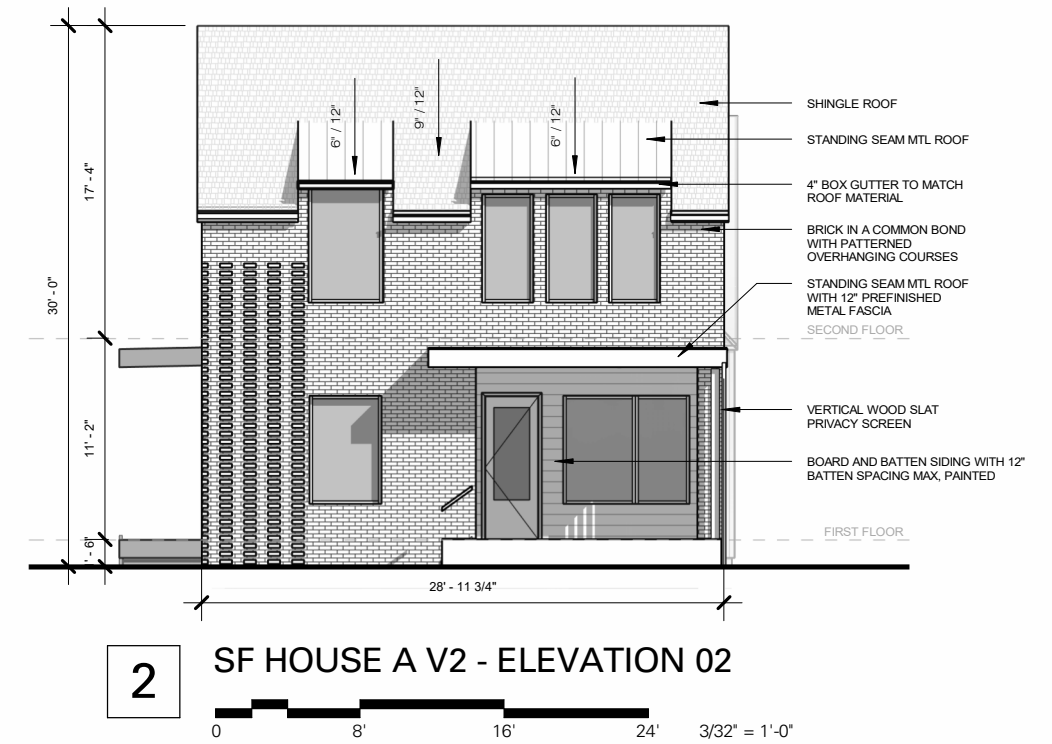 6" / 12"
9" / 12"
6" / 12"
SHINGLE ROOF
STANDING SEAM MTL ROOF
4" BOX GUTTER TO MATCH
ROOF MATERIAL
BRICK IN A COMMON BOND
WITH PATTERNED
OVERHANGING COURSES
STANDING SEAM MTL ROOF
WITH 12" PREFINISHED
METAL FASCIA
SECOND FLOOR
VERTICAL WOOD SLAT
PRIVACY SCREEN
BOARD AND BATTEN SIDING WITH 12"
BATTEN SPACING MAX, PAINTED
FIRST FLOOR
30' - 0"
17' - 4"
11' - 2"
' - 6"
28' - 11 3/4"
2
SF HOUSE A V2 - ELEVATION 02
0 8' 16' 24' 3/32" = 1'-0"